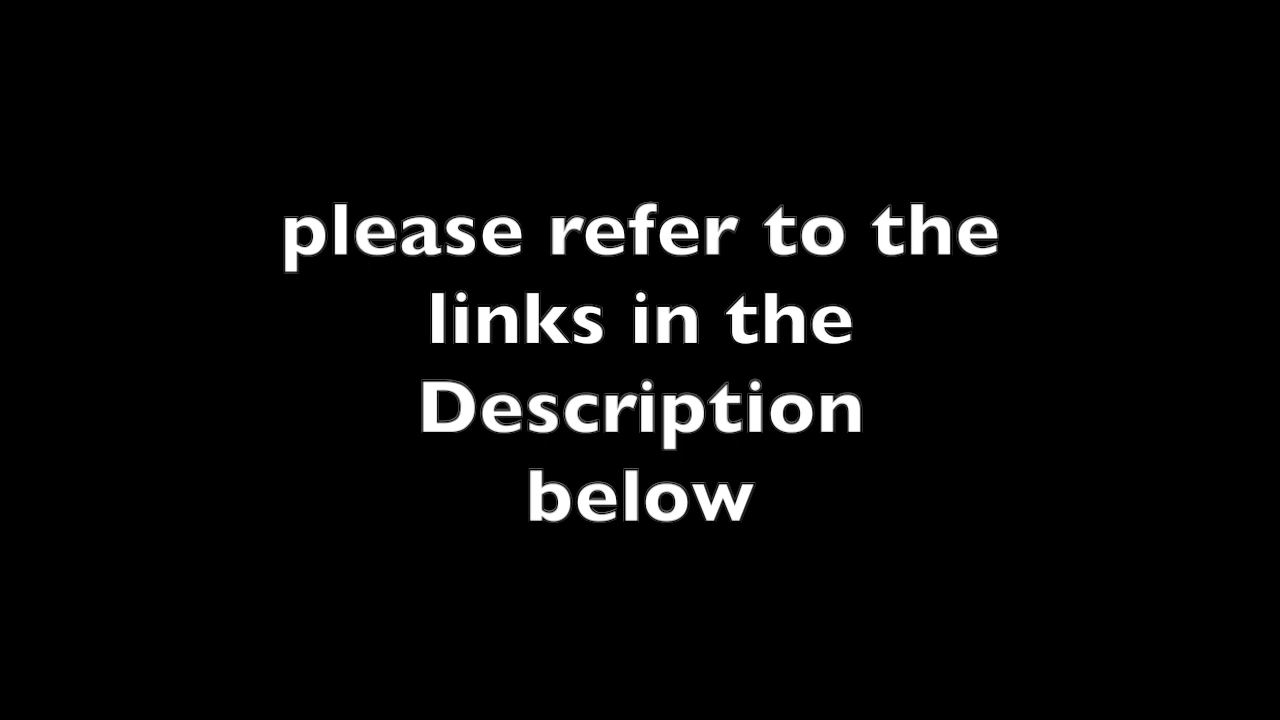 please refer to the
links in the
Description
below